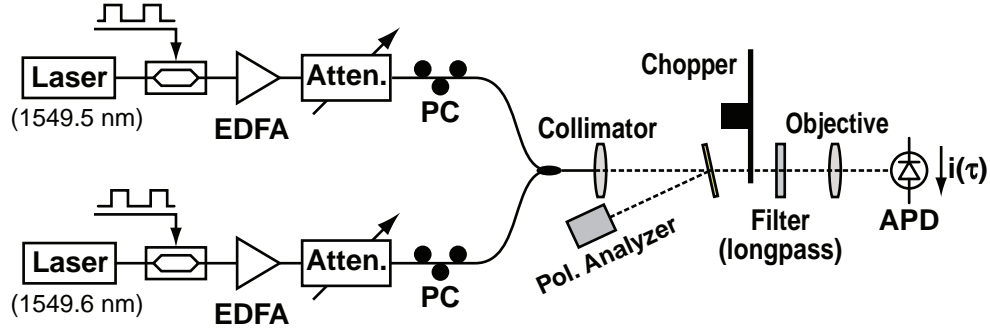 Laser
(1549.5 nm)
EDFA
Atten.
PC
Collimator
Chopper
Objective
i(τ)
APD
Filter
(longpass)
Pol. Analyzer
Laser
(1549.6 nm)
EDFA
Atten.
PC